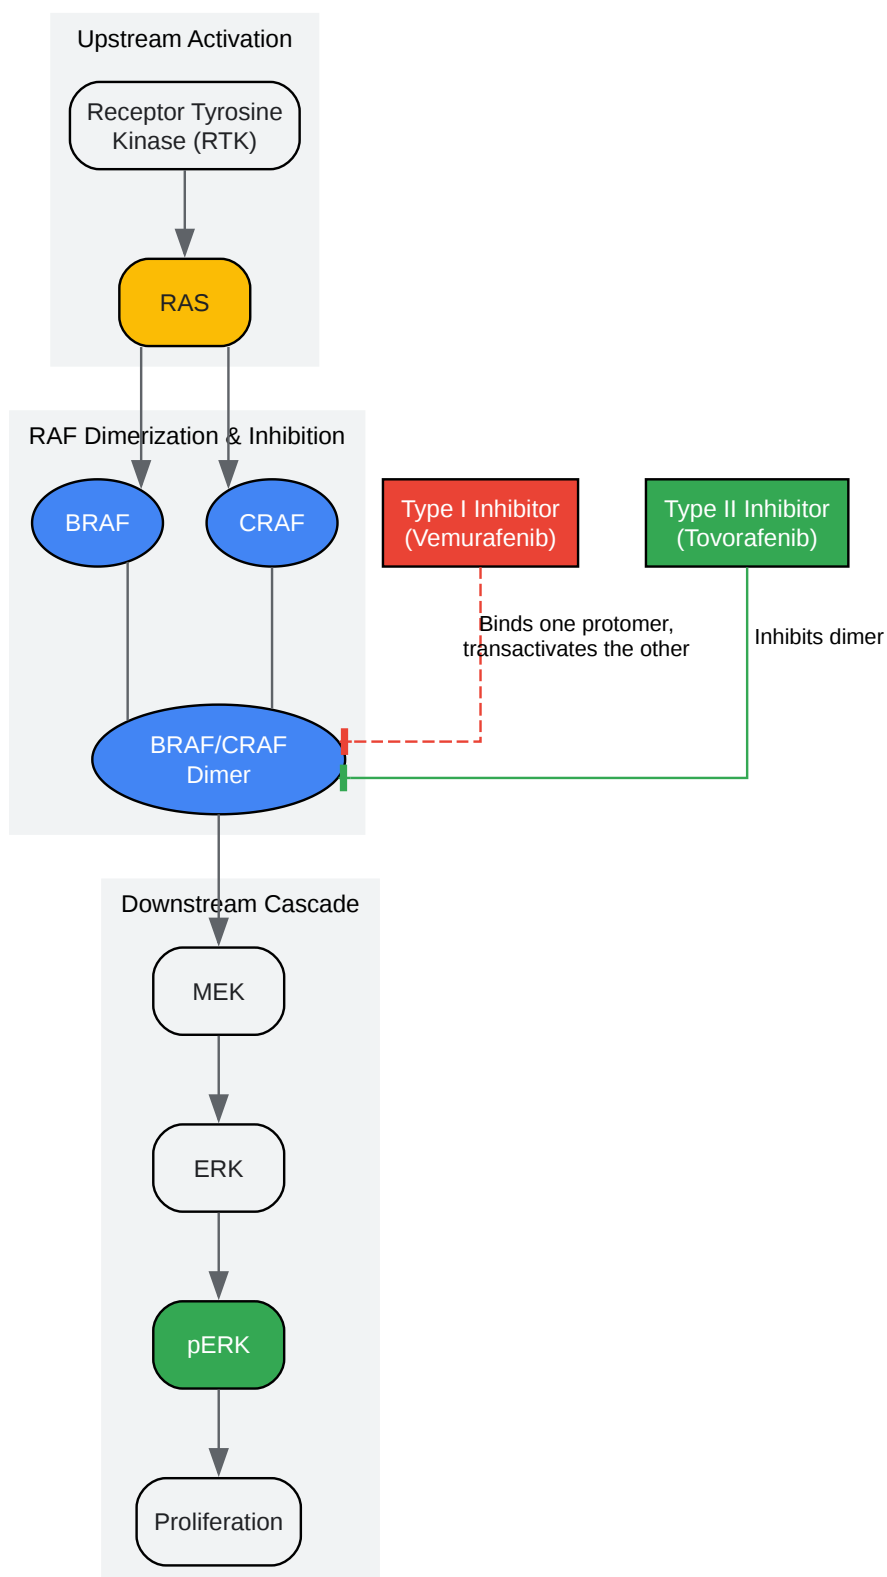 Upstream Activation
Receptor Tyrosine
Kinase (RTK)
RAS
RAF Dimerization & Inhibition
BRAF
CRAF
Type I Inhibitor
(Vemurafenib)
Type II Inhibitor
(Tovorafenib)
Binds one protomer,
transactivates the other
Inhibits dimer
BRAF/CRAF
Dimer
Downstream Cascade
MEK
ERK
pERK
Proliferation